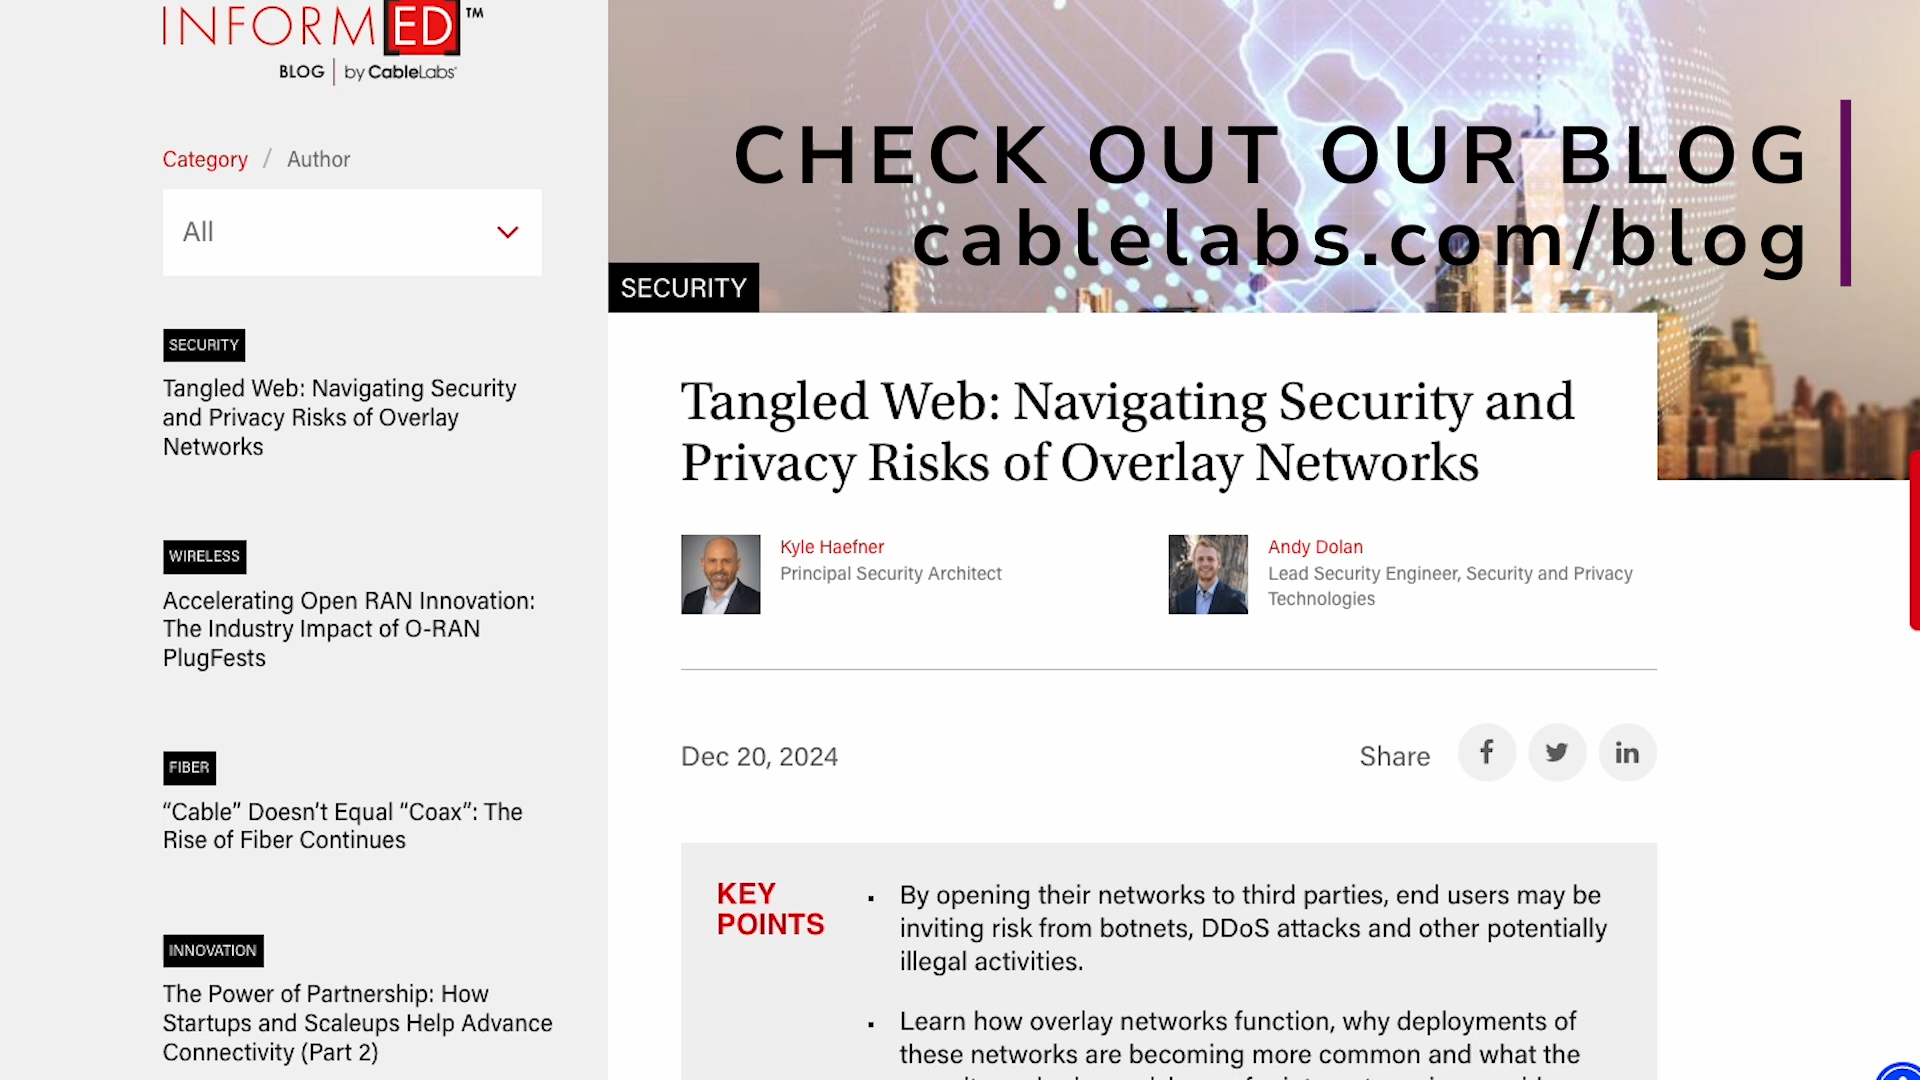 INFORM[ED]™
BLOG | by CableLabs®
Category / Author
All
SECURITY
Tangled Web: Navigating Security
and Privacy Risks of Overlay
Networks
WIRELESS
Accelerating Open RAN Innovation:
The Industry Impact of O-RAN
PlugFests
FIBER
“Cable” Doesn’t Equal “Coax”: The
Rise of Fiber Continues
INNOVATION
The Power of Partnership: How
Startups and Scaleups Help Advance
Connectivity (Part 2)
CHECK OUT OUR BLOG
cablelabs.com/blog
SECURITY
Tangled Web: Navigating Security and
Privacy Risks of Overlay Networks
Kyle Haefner
Principal Security Architect
Andy Dolan
Lead Security Engineer, Security and Privacy
Technologies
Dec 20, 2024
Share
KEY
POINTS
▪ By opening their networks to third parties, end users may be
inviting risk from botnets, DDoS attacks and other potentially
illegal activities.
▪ Learn how overlay networks function, why deployments of
these networks are becoming more common and what the